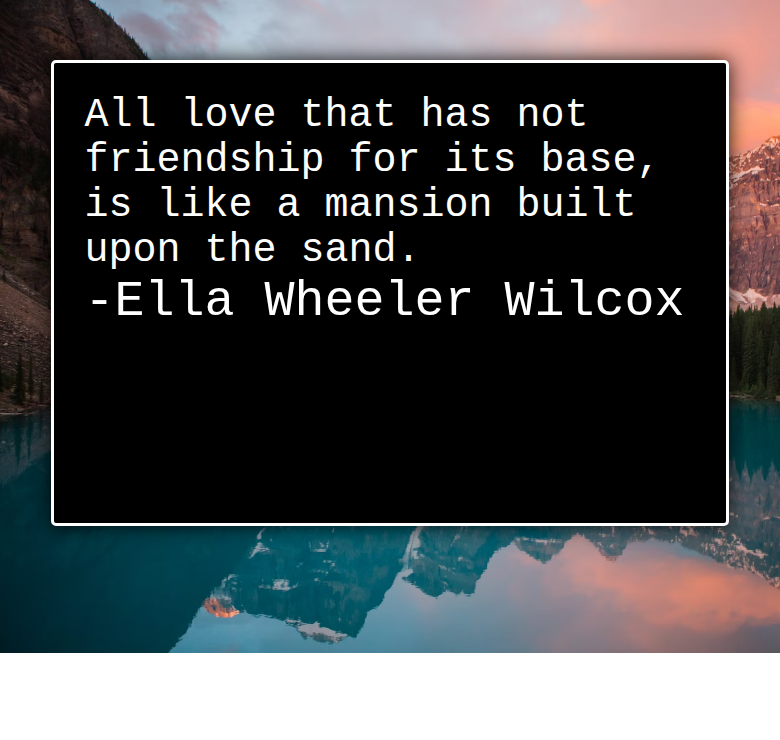 All love that has not
friendship for its base,
is like a mansion built
upon the sand.
-Ella Wheeler Wilcox